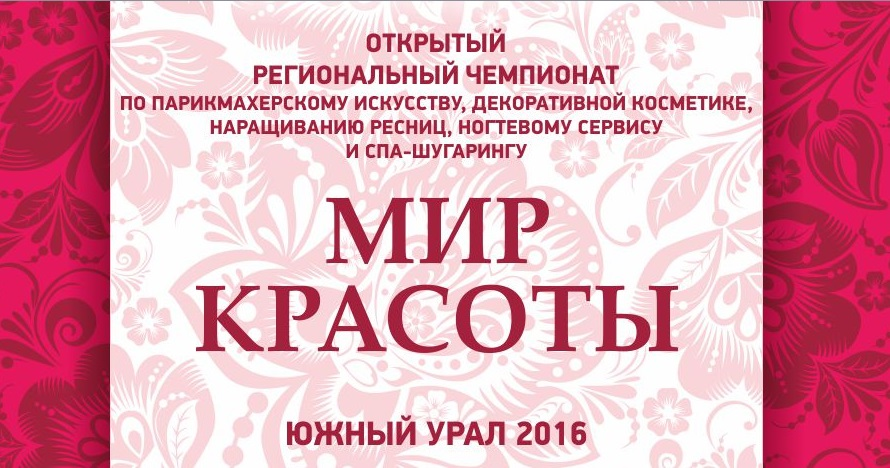 ОТКРЫТЫЙ
РЕГИОНАЛЬНЫЙ ЧЕМПИОНАТ
ПО ПАРИКМАХЕРСКОМУ ИСКУССТВУ, ДЕКОРАТИВНОЙ КОСМЕТИКЕ,
НАРАЩИВАНИЮ РЕСНИЦ, НОГТЕВОМУ СЕРВИСУ
И СПА-ШУГАРИНГУ
МИР
КРАСОТЫ
ЮЖНЫЙ УРАЛ 2016